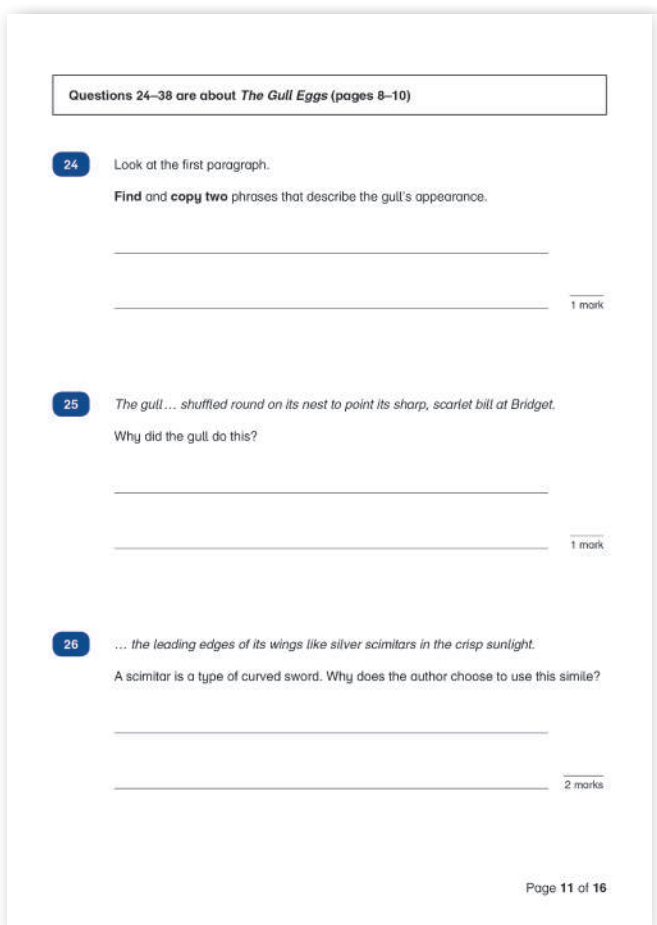 Questions 24–38 are about The Gull Eggs (pages 8–10)
24 Look at the first paragraph.
Find and copy two phrases that describe the gull's appearance.
1 mark
25 The gull… shuffled round on its nest to point its sharp, scarlet bill at Bridget.
Why did the gull do this?
1 mark
26 … the leading edges of its wings like silver scimitars in the crisp sunlight.
A scimitar is a type of curved sword. Why does the author choose to use this simile?
2 marks
Page 11 of 16